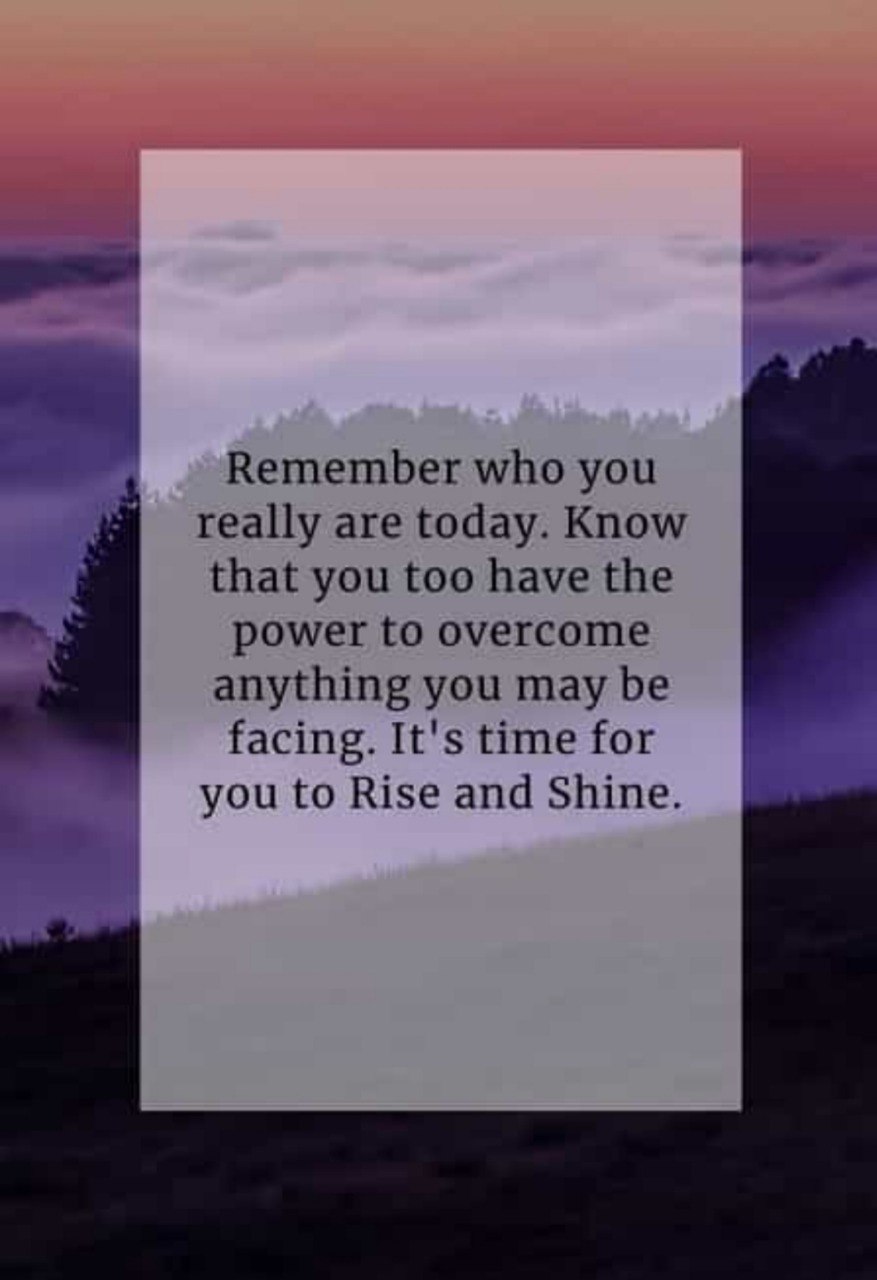 Remember who you
really are today. Know
that you too have the
power to overcome
anything you may be
facing. It's time for
you to Rise and Shine.